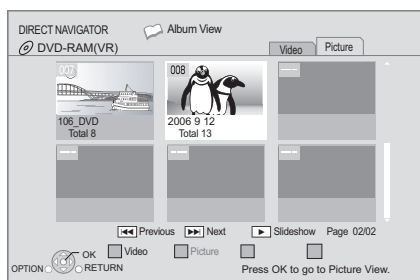 DIRECT NAVIGATOR Album View
DVD-RAM(VR) Video Picture
007 008 ---
106_DVD 2006 9 12
Total 8 Total 13
--- --- ---
Previous Next Slideshow Page 02/02
OK Video Picture
OPTION RETURN Press OK to go to Picture View.